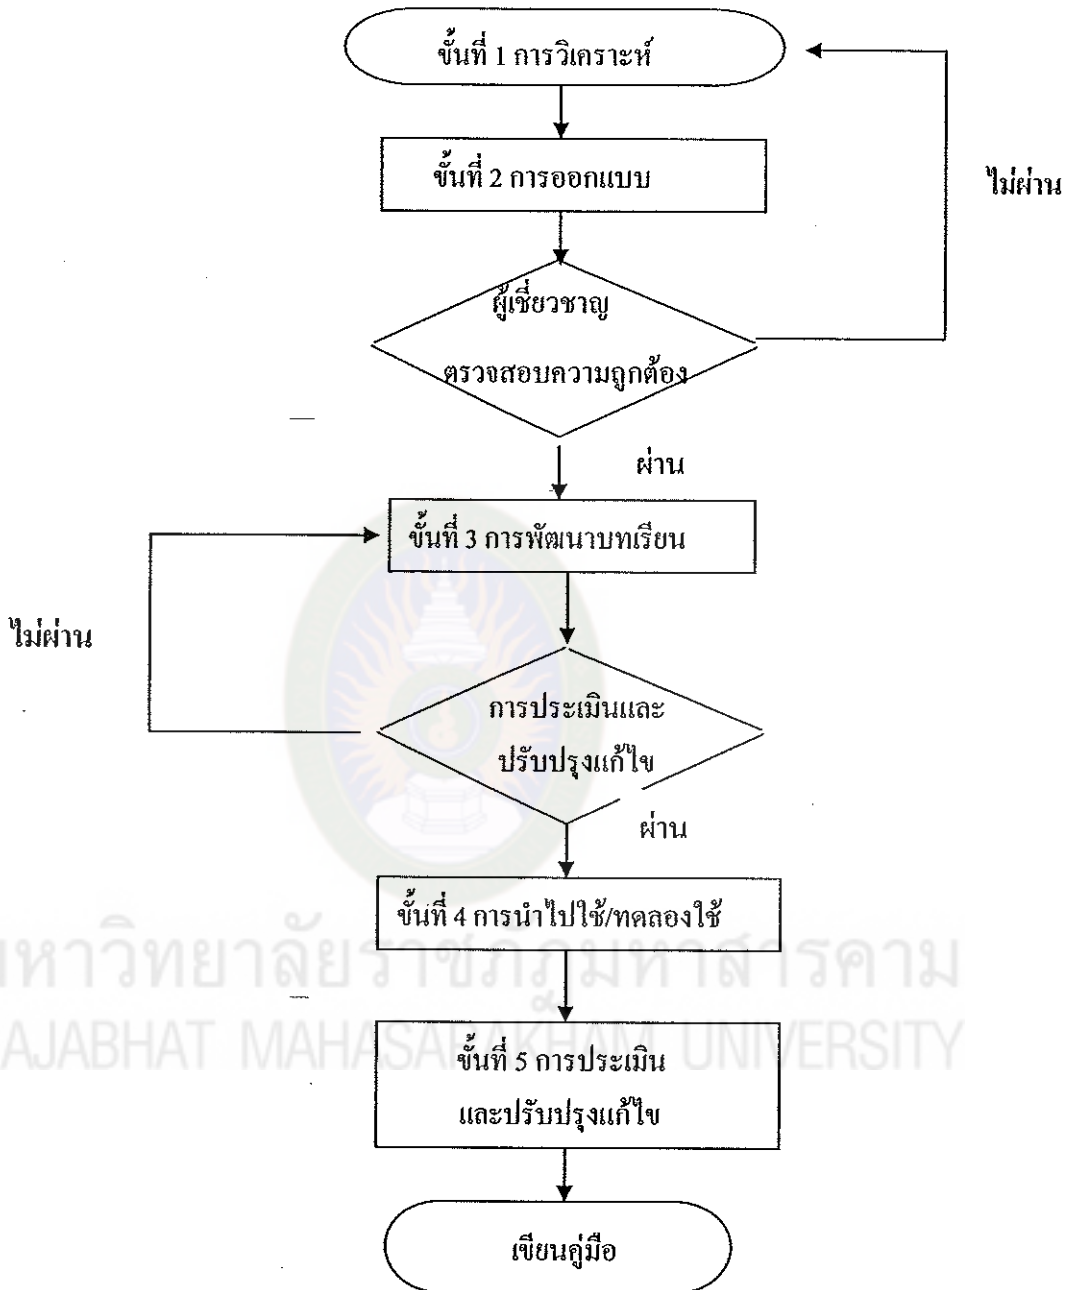 ขั้นที่ 1 การวิเคราะห์
ขั้นที่ 2 การออกแบบ
ไม่ผ่าน
ผู้เชี่ยวชาญ
ตรวจสอบความถูกต้อง
ผ่าน
ขั้นที่ 3 การพัฒนาบทเรียน
ไม่ผ่าน
การประเมินและ
ปรับปรุงแก้ไข
ผ่าน
ขั้นที่ 4 การนำไปใช้/ทดลองใช้
หาวิทยาลัยราชภัฏมหาสารคาม
AJABHAT MAHASARAKHAM UNIVERSITY
ขั้นที่ 5 การประเมิน
และปรับปรุงแก้ไข
เขียนคู่มือ